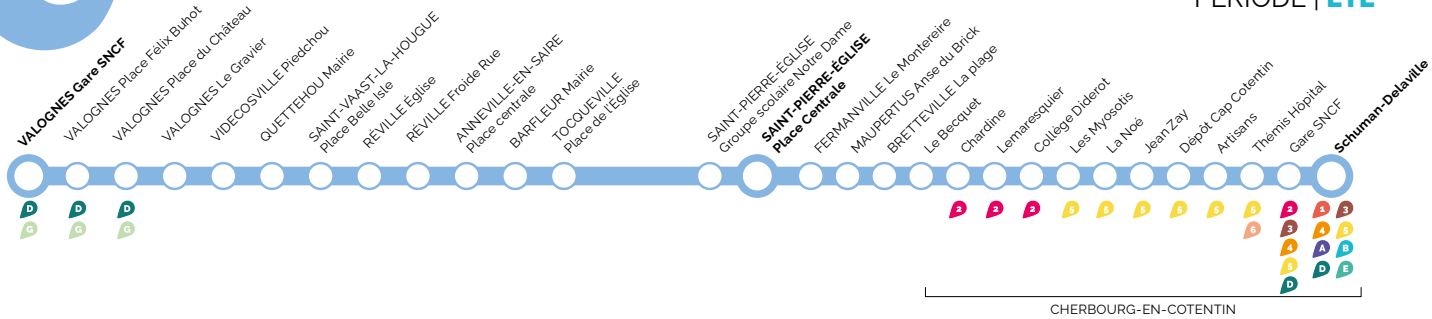 PÉRIODE | ÉTÉ
VALOGNES Gare SNCF
VALOGNES Place Félix Buhot
VALOGNES Place du Château
VALOGNES Le Gravier
VIDECOSVILLE Piedchou
QUETTEHOU Mairie
SAINT-VAAST-LA-HOUGUE
Place Belle Isle
RÉVILLE Église
RÉVILLE Froide Rue
ANNEVILLE-EN-SAIRE
Place centrale
BARFLEUR Mairie
TOCQUEVILLE
Place de l'Église
SAINT-PIERRE-ÉGLISE
Groupe scolaire Notre Dame
SAINT-PIERRE-ÉGLISE
Place Centrale
FERMANVILLE Le Montereire
MAUPERTUS Anse du Brick
BRETTEVILLE La plage
Le Becquet
Chardine
Lemaresquier
Collège Diderot
Les Myosotis
La Noé
Jean Zay
Dépôt Cap Cotentin
Artisans
Thémis Hôpital
Gare SNCF
Schuman-Delaville
D D D 2 2 2 5 5 5 5 5 5 2 1 3
G G G 6 3 4 5
4 A B
5 D E
D
CHERBOURG-EN-COTENTIN